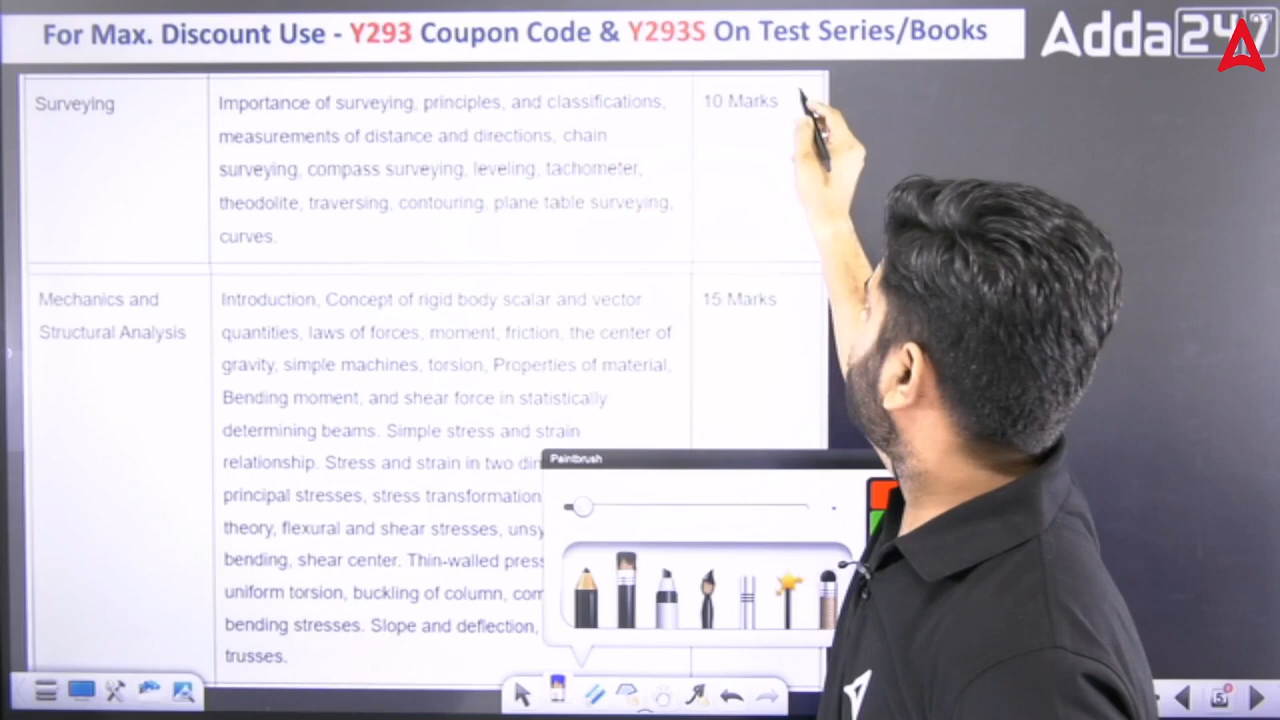 For Max. Discount Use - Y293 Coupon Code & Y293S On Test Series/Books
Adda247
Surveying
Importance of surveying, principles, and classifications,
measurements of distance and directions, chain
surveying, compass surveying, leveling, tachometer,
theodolite, traversing, contouring, plane table surveying,
curves.
10 Marks
Mechanics and
Structural Analysis
Introduction, Concept of rigid body scalar and vector
quantities, laws of forces, moment, friction, the center of
gravity, simple machines, torsion, Properties of material,
Bending moment, and shear force in statistically
determining beams. Simple stress and strain
relationship. Stress and strain in two
principal stresses, stress transformation
theory, flexural and shear stresses,
bending, shear center. Thin-walled
uniform torsion, buckling of column,
bending stresses. Slope and deflection,
trusses.
15 Marks
Paintbrush
5